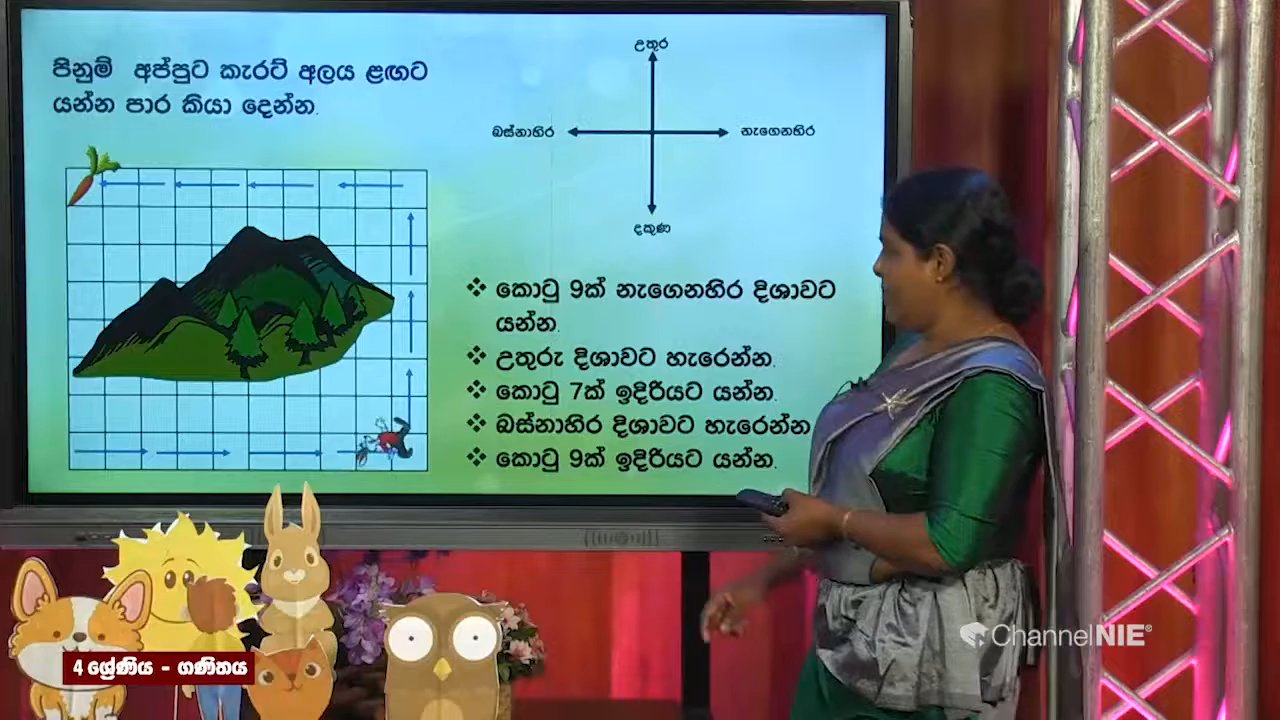 පිනුම් අප්පුට කැරට් අලය ළඟට
යන්න පාර කියා දෙන්න.
උතුර
බස්නාහිර
නැගෙනහිර
දකුණ
❖ කොටු 9ක් නැගෙනහිර දිශාවට
යන්න.
❖ උතුරු දිශාවට හැරෙන්න.
❖ කොටු 7ක් ඉදිරියට යන්න.
❖ බස්නාහිර දිශාවට හැරෙන්න
❖ කොටු 9ක් ඉදිරියට යන්න.
4 ශ්‍රේණිය - ගණිතය
ChannelNIE®